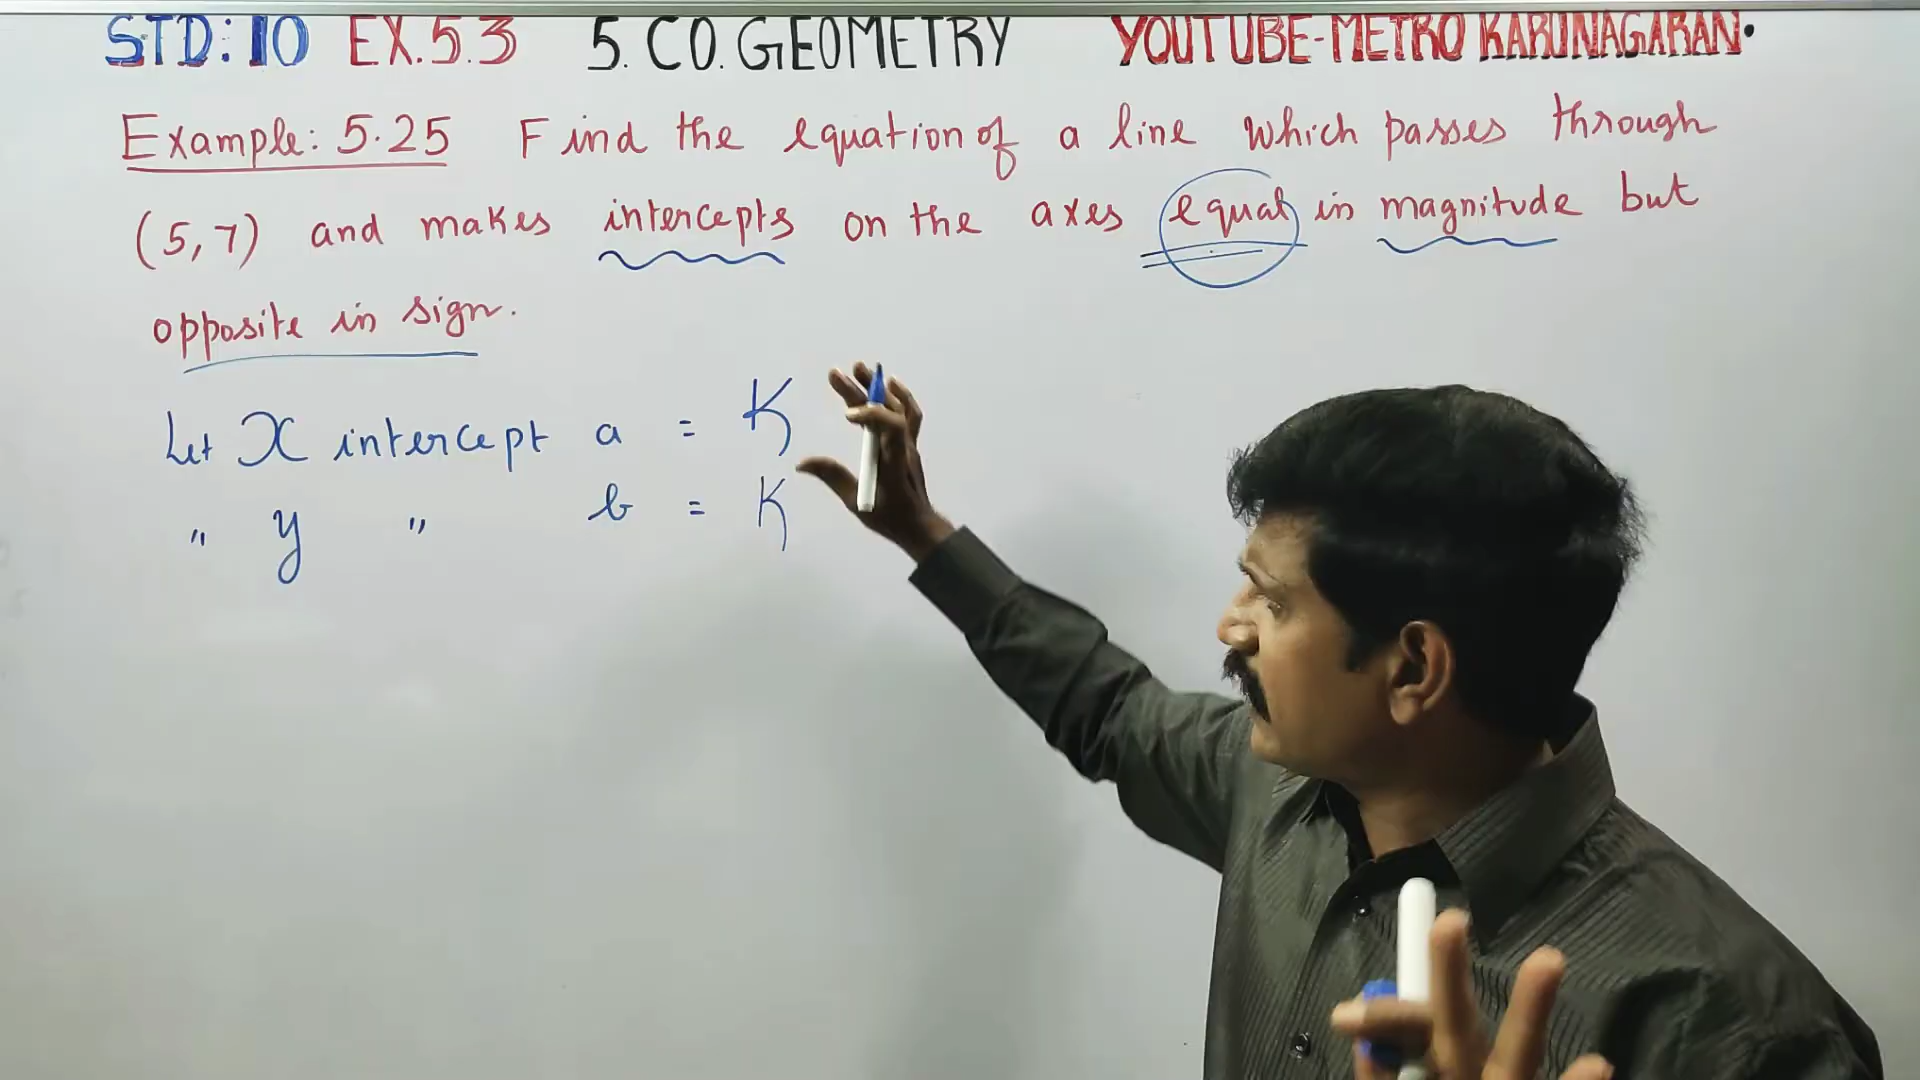 STD: 10 EX.5.3 5. CO. GEOMETRY YOUTUBE-METRO KARUNAGARAN.
Example: 5.25 Find the equation of a line which passes through
(5,7) and makes intercepts on the axes equal in magnitude but
opposite in sign.
Let x intercept a = K
" y " b = K